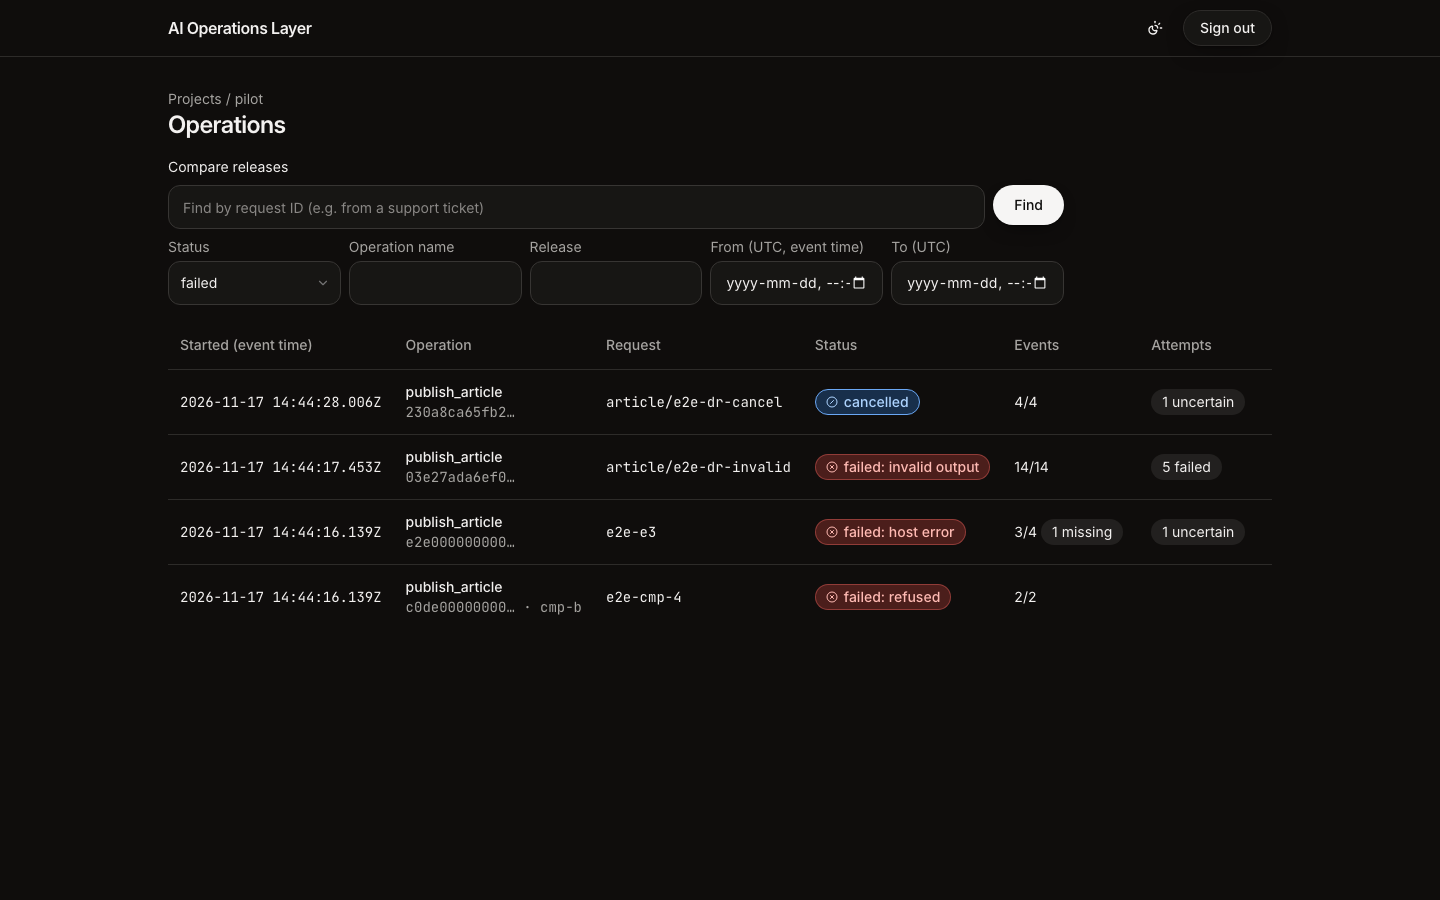 AI Operations Layer
Sign out
Projects / pilot
Operations
Compare releases
Find by request ID (e.g. from a support ticket)
Find
Status Operation name Release From (UTC, event time) To (UTC)
failed yyyy-mm-dd, --:- yyyy-mm-dd, --:-
Started (event time) Operation Request Status Events Attempts
2026-11-17 14:44:28.006Z publish_article article/e2e-dr-cancel cancelled 4/4 1 uncertain
230a8ca65fb2…
2026-11-17 14:44:17.453Z publish_article article/e2e-dr-invalid failed: invalid output 14/14 5 failed
03e27ada6ef0…
2026-11-17 14:44:16.139Z publish_article e2e-e3 failed: host error 3/4 1 missing 1 uncertain
e2e000000000…
2026-11-17 14:44:16.139Z publish_article e2e-cmp-4 failed: refused 2/2
c0de00000000… · cmp-b